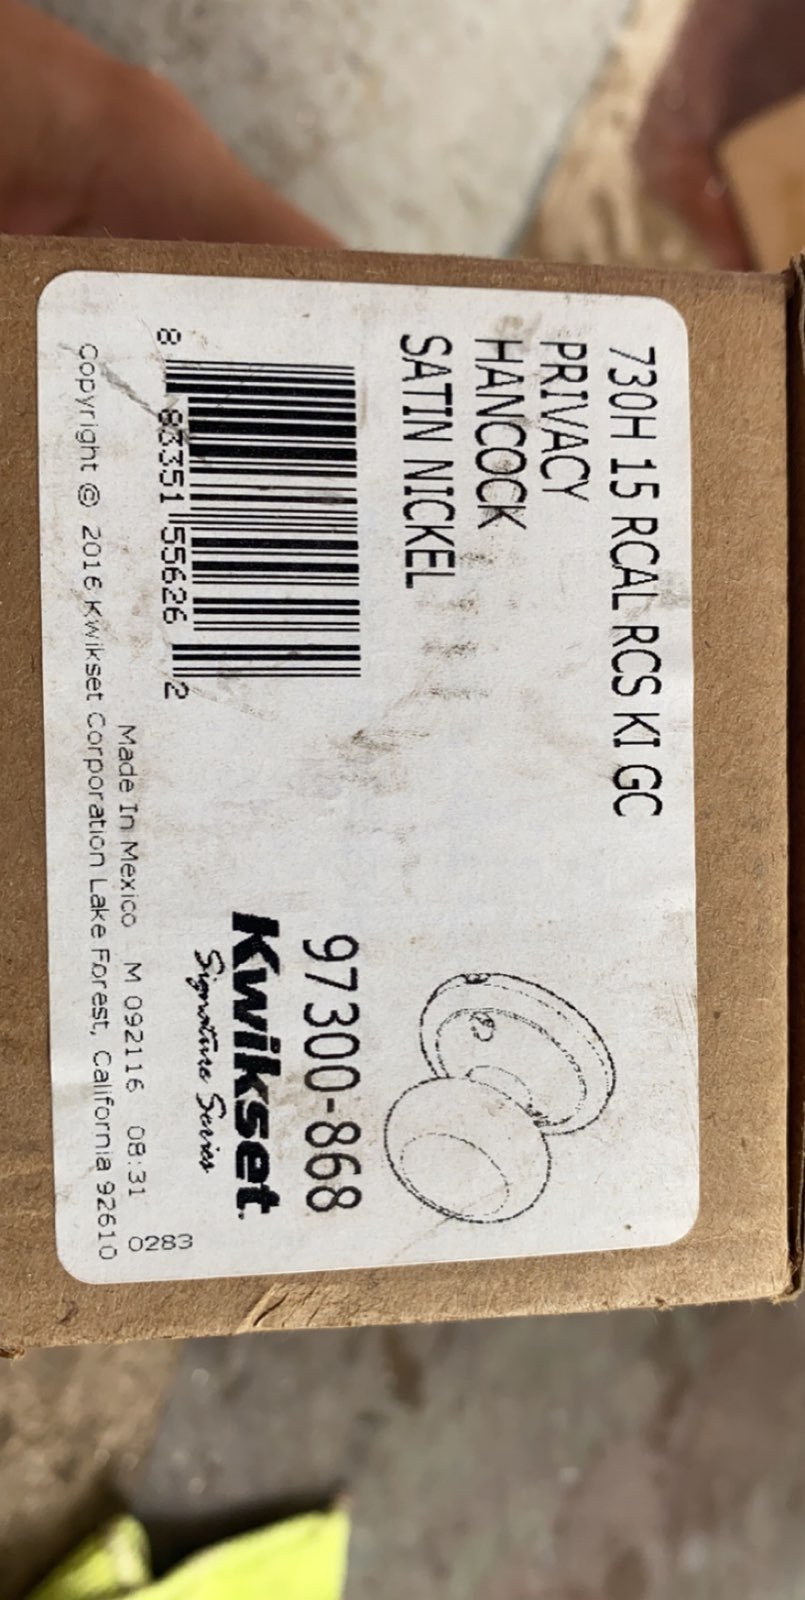 730H 15 RCAL RCS KI GC
PRIVACY
HANCOCK
SATIN NICKEL
8 83351 55626 2
97300-868
Kwikset
Signature Series
Made In Mexico M 092116 08:31 0283
Copyright © 2016 Kwikset Corporation Lake Forest, California 92610